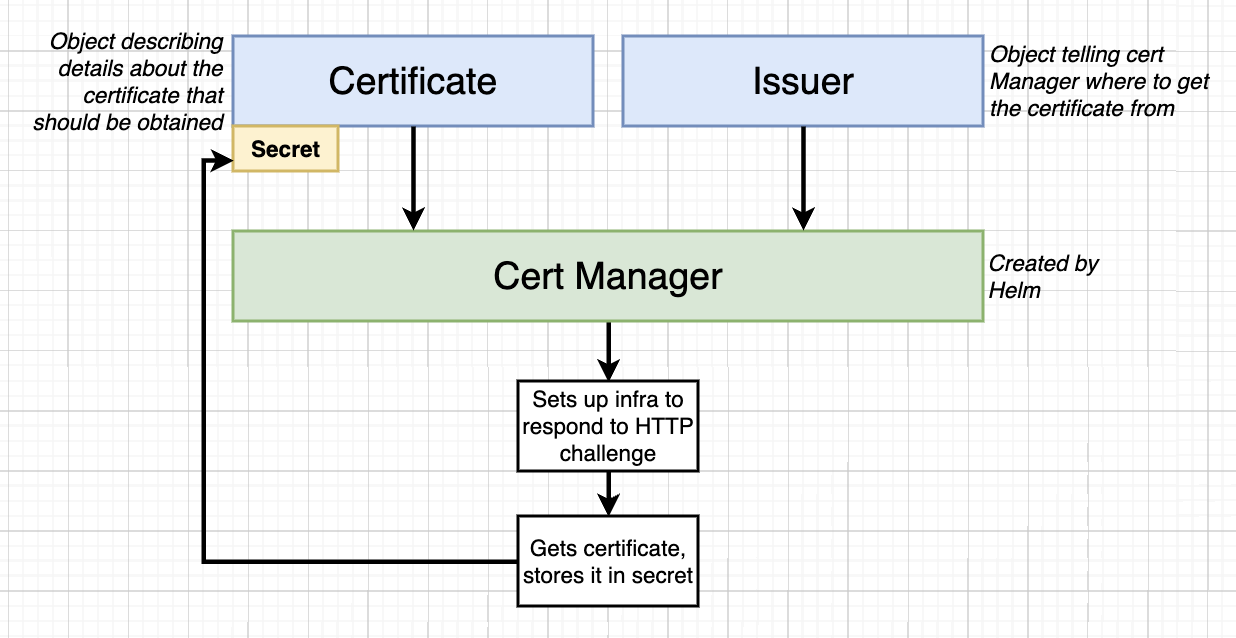 Object describing
details about the
certificate that
should be obtained
Certificate
Issuer
Object telling cert
Manager where to get
the certificate from
Secret
Cert Manager
Created by
Helm
Sets up infra to
respond to HTTP
challenge
Gets certificate,
stores it in secret